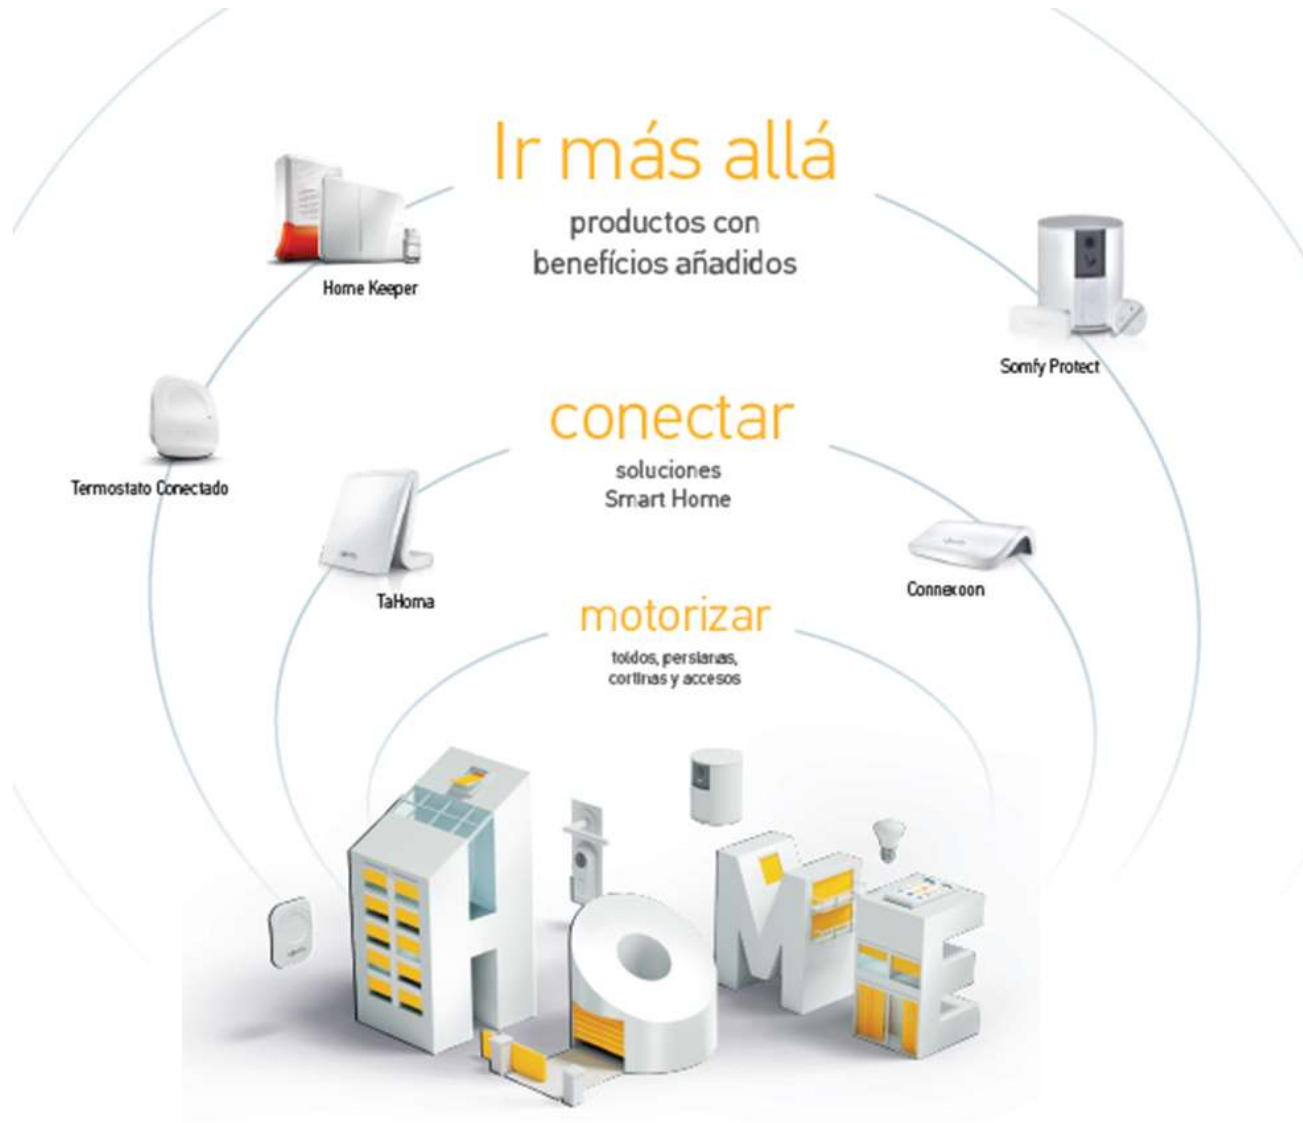 Ir más allá
productos con
benefícios añadidos
Home Keeper
Somfy Protect
conectar
soluciones
Smart Home
Termostato Conectado
TaHoma
Connexoon
motorizar
toldos, persianas,
cortinas y accesos
HOME